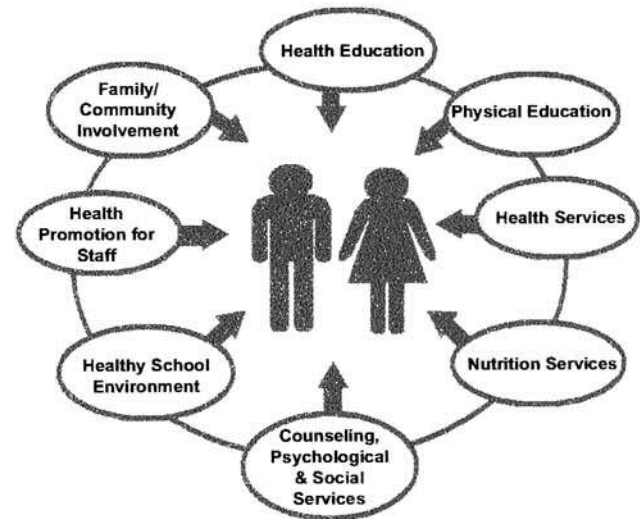 Health Education
Physical Education
Health Services
Nutrition Services
Counseling,
Psychological
& Social
Services
Healthy School
Environment
Health
Promotion for
Staff
Family/
Community
Involvement